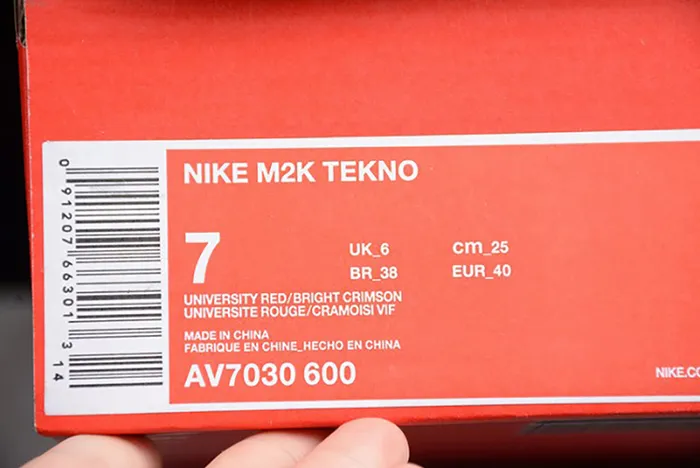 NIKE M2K TEKNO
7
UK_6
cm_25
BR_38
EUR_40
UNIVERSITY RED/BRIGHT CRIMSON
UNIVERSITE ROUGE/CRAMOISI VIF
MADE IN CHINA
FABRIQUE EN CHINE_HECHO EN CHINA
AV7030 600
NIKE.CO
0 91207 66301 3 14